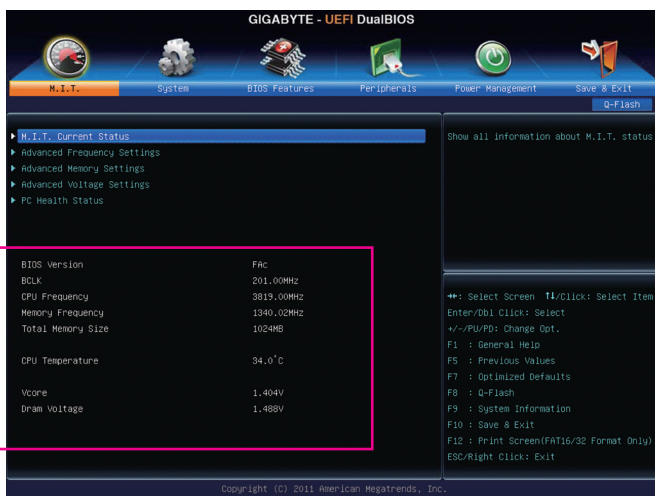 GIGABYTE - UEFI DualBIOS
M.I.T. System BIOS Features Peripherals Power Management Save & Exit
Q-Flash
M.I.T. Current Status
Advanced Frequency Settings
Advanced Memory Settings
Advanced Voltage Settings
PC Health Status
Show all information about M.I.T. status
BIOS Version FAc
BCLK 201.00MHz
CPU Frequency 3819.00MHz
Memory Frequency 1340.02MHz
Total Memory Size 1024MB
CPU Temperature 34.0°C
Vcore 1.404V
Dram Voltage 1.488V
→←: Select Screen ↑↓/Click: Select Item
Enter/Dbl Click: Select
+/-/PU/PD: Change Opt.
F1 : General Help
F5 : Previous Values
F7 : Optimized Defaults
F8 : Q-Flash
F9 : System Information
F10 : Save & Exit
F12 : Print Screen(FAT16/32 Format Only)
ESC/Right Click: Exit
Copyright (C) 2011 American Megatrends, Inc.